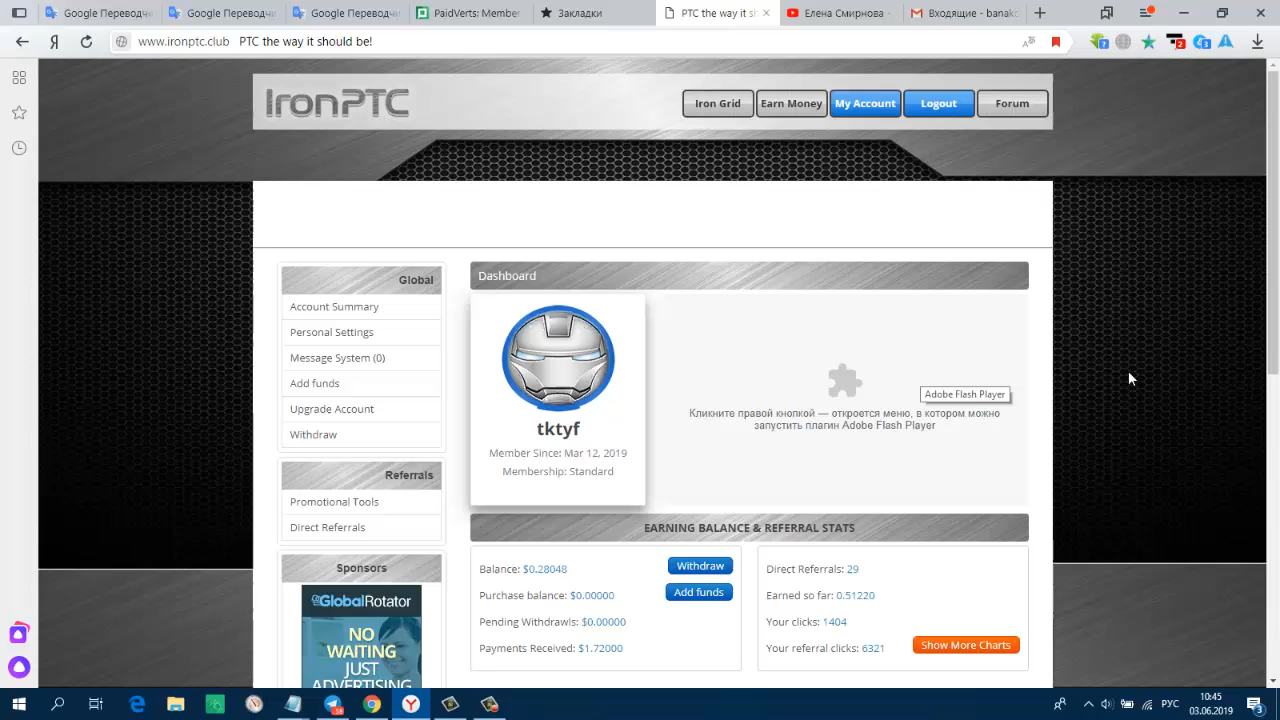 Google Переводчи
Google Переводчи
Google Переводчи
PaidVerts: Member
Закладки
PTC the way it sh
Елена Смирнова -
Входящие - banak
www.ironptc.club PTC the way it should be!
IronPTC
Iron Grid
Earn Money
My Account
Logout
Forum
Global
Account Summary
Personal Settings
Message System (0)
Add funds
Upgrade Account
Withdraw
Referrals
Promotional Tools
Direct Referrals
Sponsors
GlobalRotator
NO
WAITING
JUST
ADVERTISING
Dashboard
tktyf
Member Since: Mar 12, 2019
Membership: Standard
Adobe Flash Player
Кликните правой кнопкой — откроется меню, в котором можно
запустить плагин Adobe Flash Player
EARNING BALANCE & REFERRAL STATS
Balance: $0.28048
Withdraw
Purchase balance: $0.00000
Add funds
Pending Withdrawls: $0.00000
Payments Received: $1.72000
Direct Referrals: 29
Earned so far: 0.51220
Your clicks: 1404
Your referral clicks: 6321
Show More Charts
РУС
10:45
03.06.2019